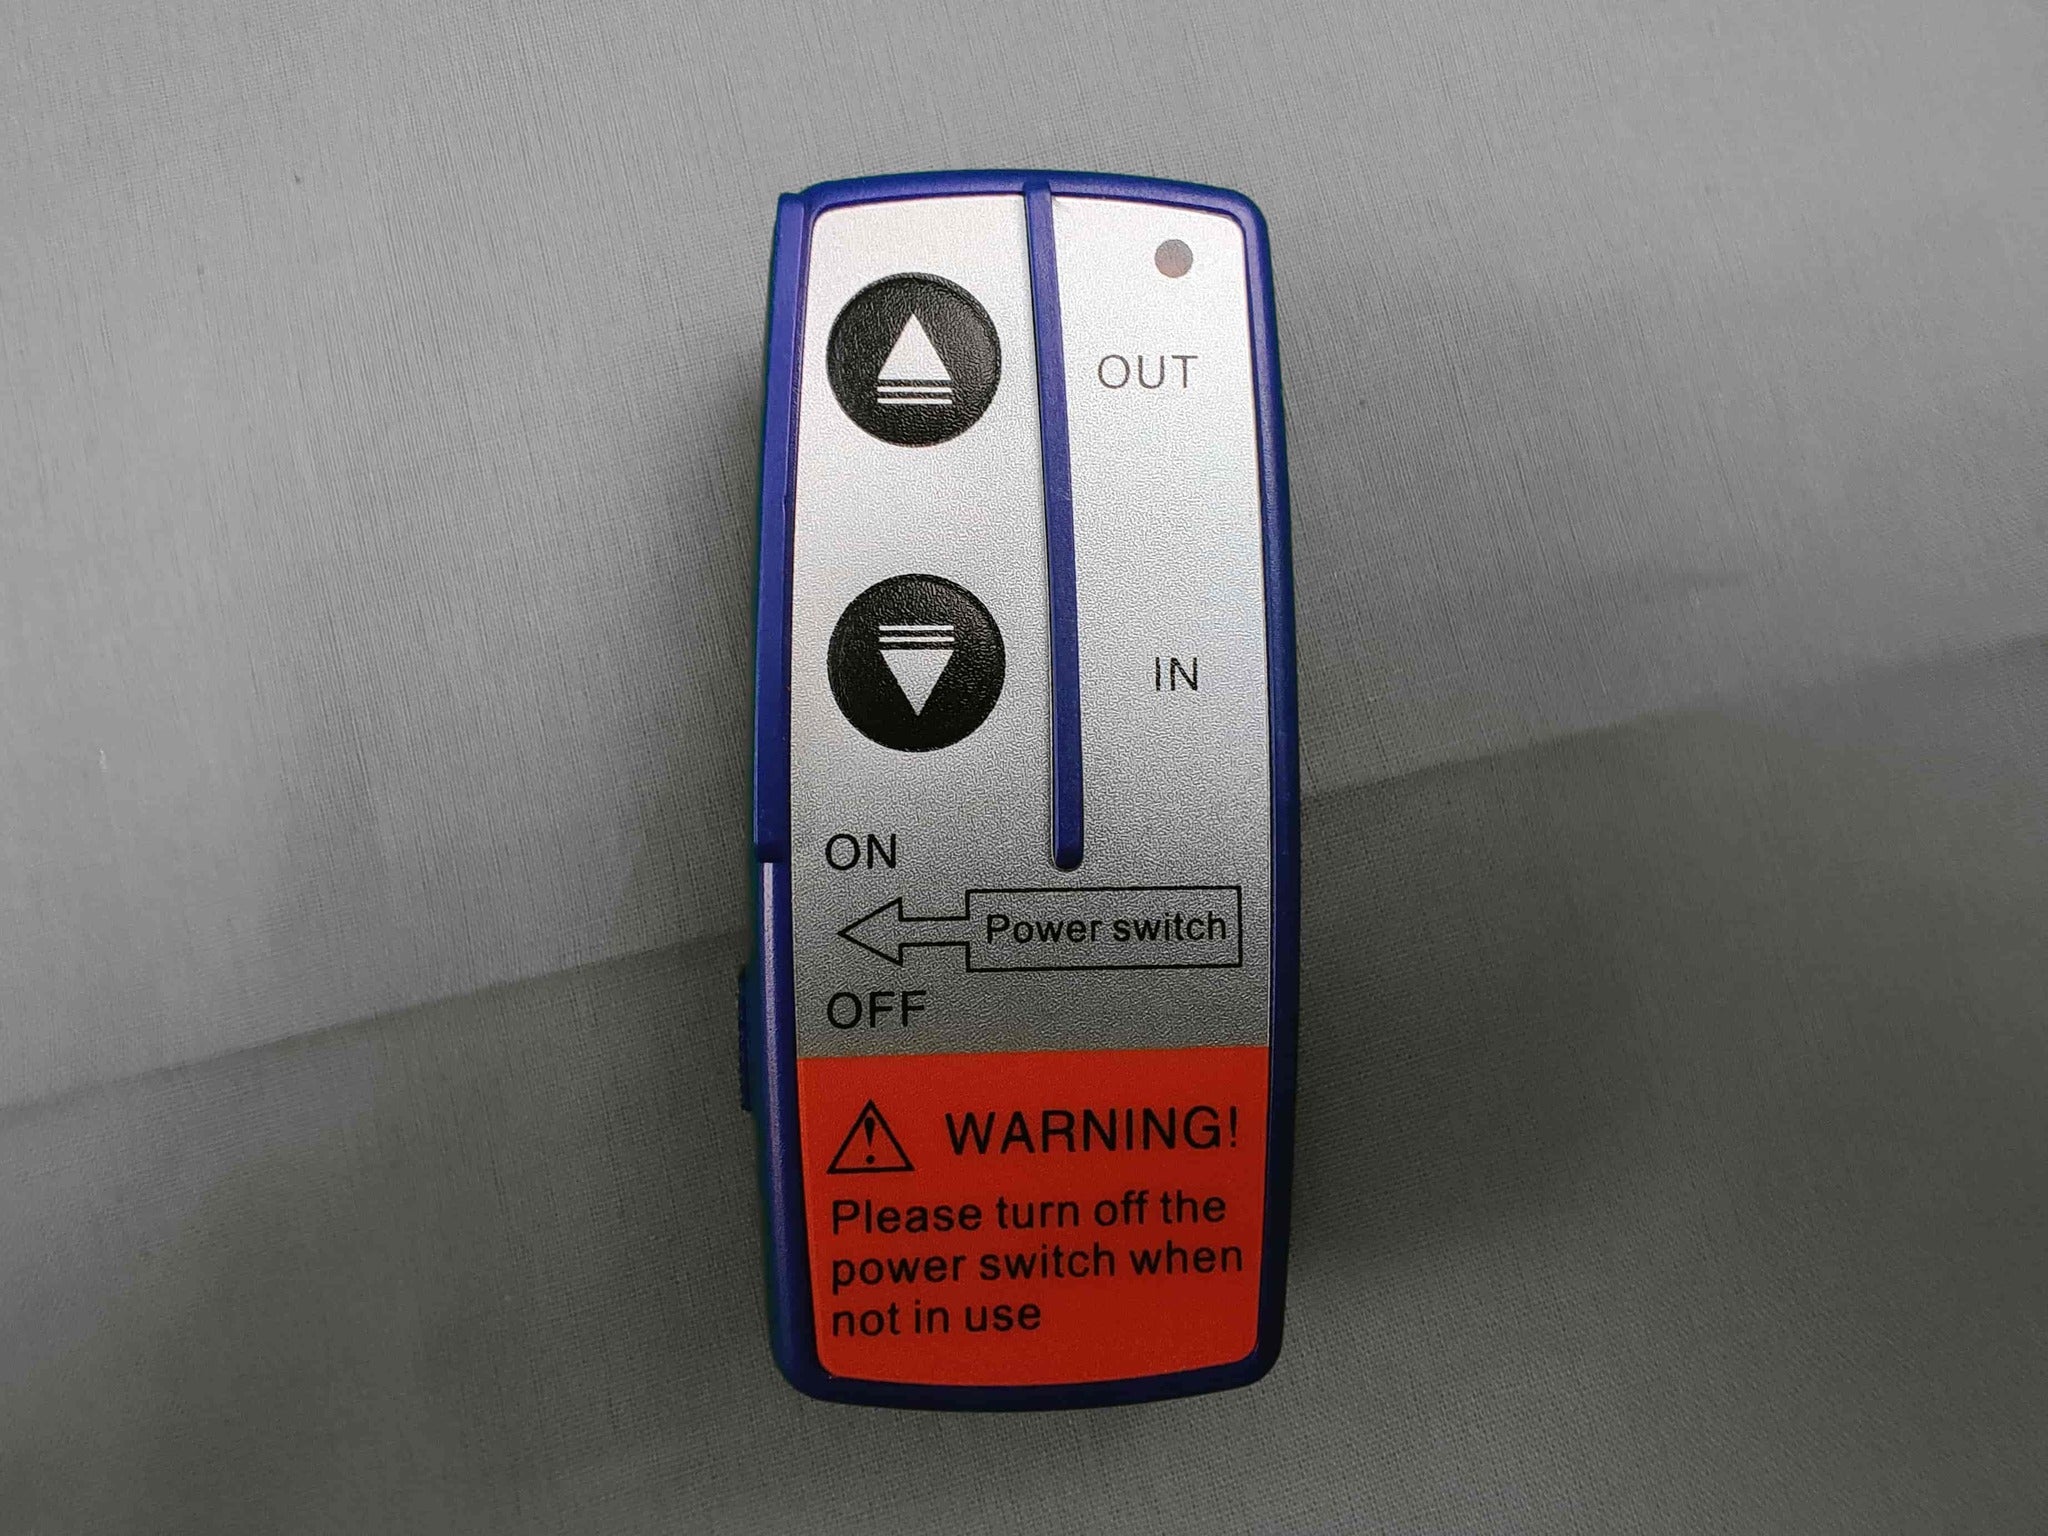 OUT
IN
ON
Power switch
OFF
WARNING!
Please turn off the
power switch when
not in use